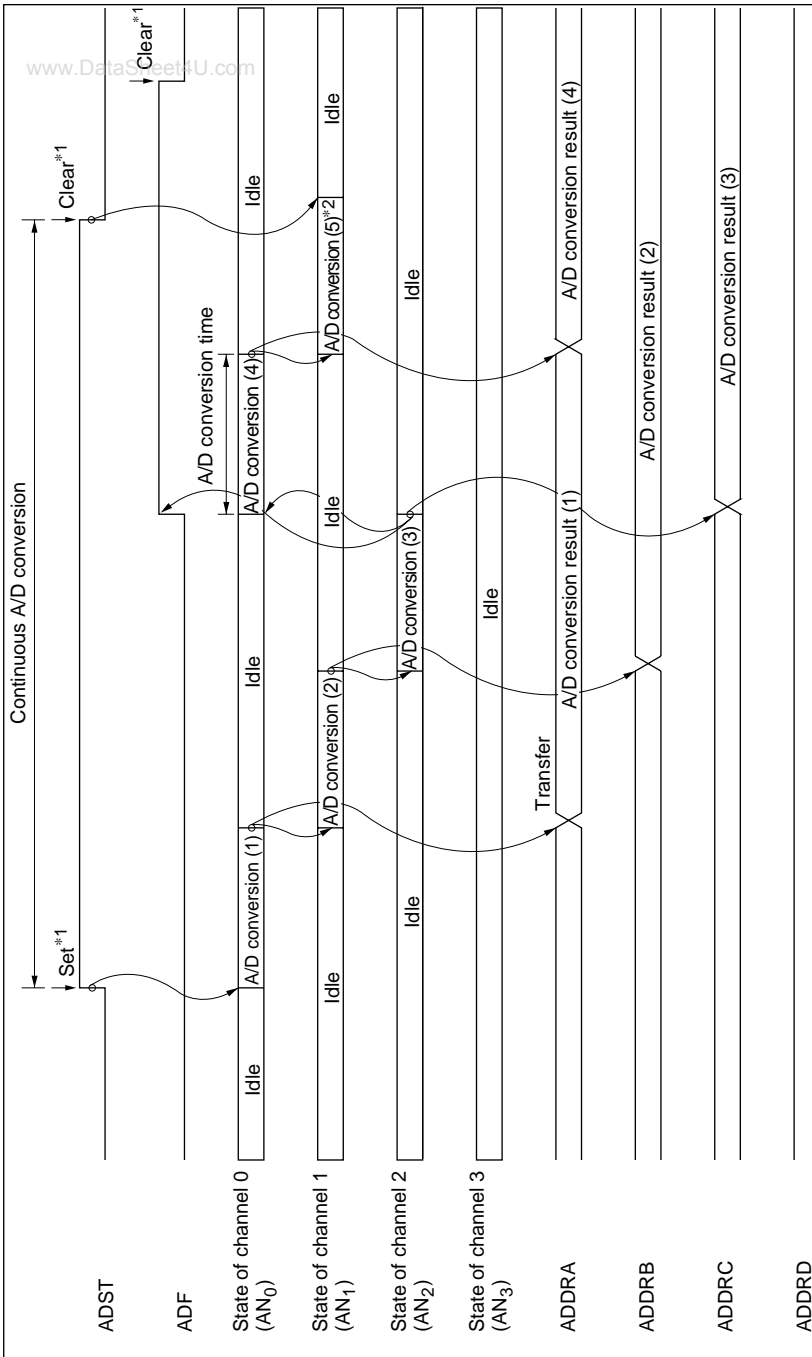 www.DataSheet4U.com
Continuous A/D conversion
Set*1
Clear*1
ADST
Clear*1
ADF
A/D conversion time
State of channel 0
(AN0)
Idle
A/D conversion (1)
Idle
A/D conversion (4)
Idle
State of channel 1
(AN1)
Idle
A/D conversion (2)
Idle
A/D conversion (5)*2
Idle
State of channel 2
(AN2)
Idle
A/D conversion (3)
Idle
State of channel 3
(AN3)
Idle
Transfer
ADDRA
A/D conversion result (1)
A/D conversion result (4)
ADDRB
A/D conversion result (2)
ADDRC
A/D conversion result (3)
ADDRD